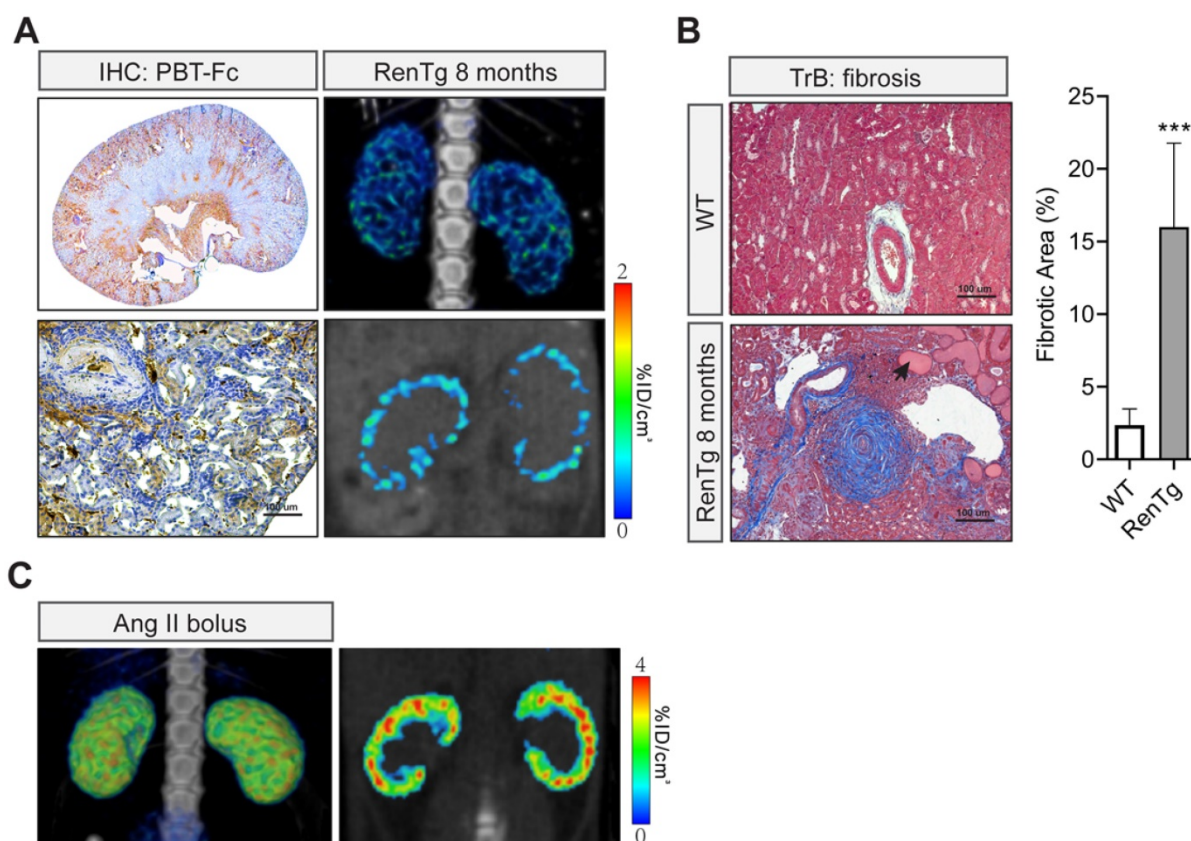 A
IHC: PBT-Fc
RenTg 8 months
100 um
2
%ID/cm³
0
B
TrB: fibrosis
WT
100 um
RenTg 8 months
100 um
Fibrotic Area (%)
25
20
15
10
5
0
***
WT
RenTg
C
Ang II bolus
4
%ID/cm³
0